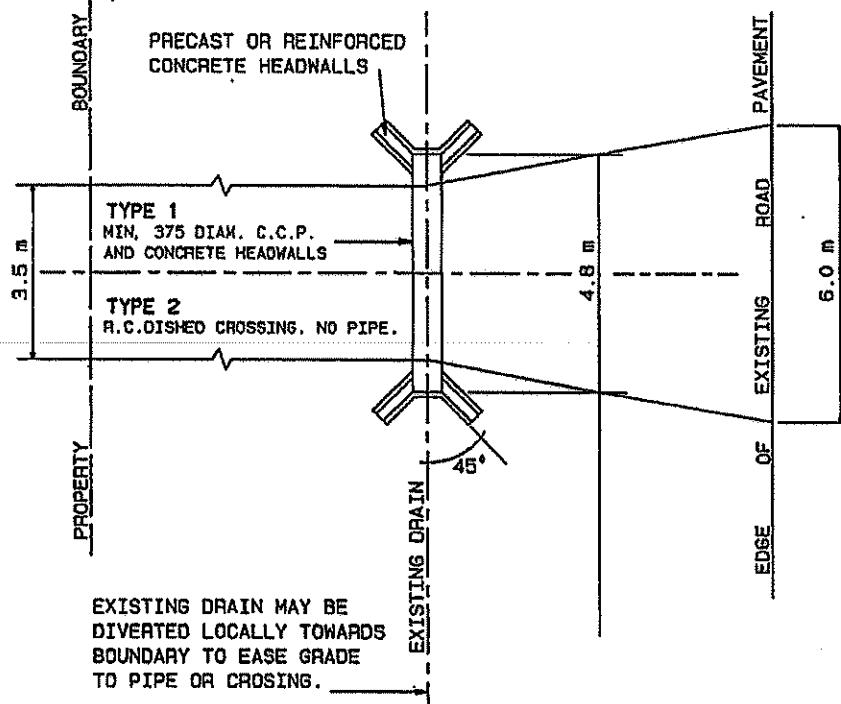 BOUNDARY
PRECAST OR REINFORCED
CONCRETE HEADWALLS
PAVEMENT
TYPE 1
MIN, 375 DIAM. C.C.P.
AND CONCRETE HEADWALLS
3.5 m
TYPE 2
R.C.DISHED CROSSING. NO PIPE.
4.8 m
ROAD
6.0 m
EXISTING
45°
PROPERTY
EXISTING DRAIN
OF
EDGE
EXISTING DRAIN MAY BE
DIVERTED LOCALLY TOWARDS
BOUNDARY TO EASE GRADE
TO PIPE OR CROSING.